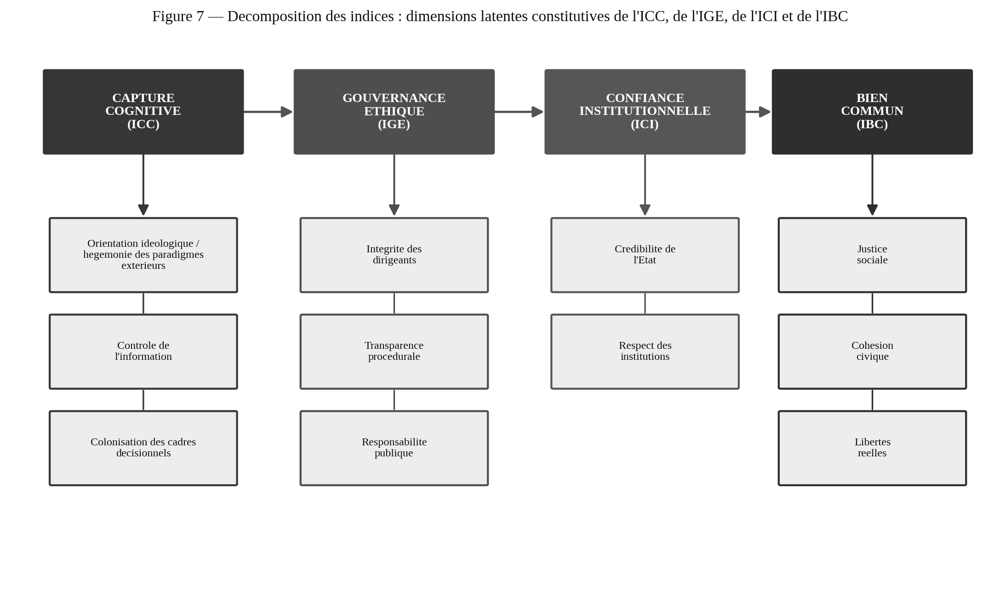 Figure 7 — Decomposition des indices : dimensions latentes constitutives de l'ICC, de l'IGE, de l'ICI et de l'IBC
CAPTURE
COGNITIVE
(ICC)
GOUVERNANCE
ETHIQUE
(IGE)
CONFIANCE
INSTITUTIONNELLE
(ICI)
BIEN
COMMUN
(IBC)
Orientation ideologique /
hegemonie des paradigmes
exterieurs
Integrite des
dirigeants
Credibilite de
l'Etat
Justice
sociale
Controle de
l'information
Transparence
procedurale
Respect des
institutions
Cohesion
civique
Colonisation des cadres
decisionnels
Responsabilite
publique
Libertes
reelles